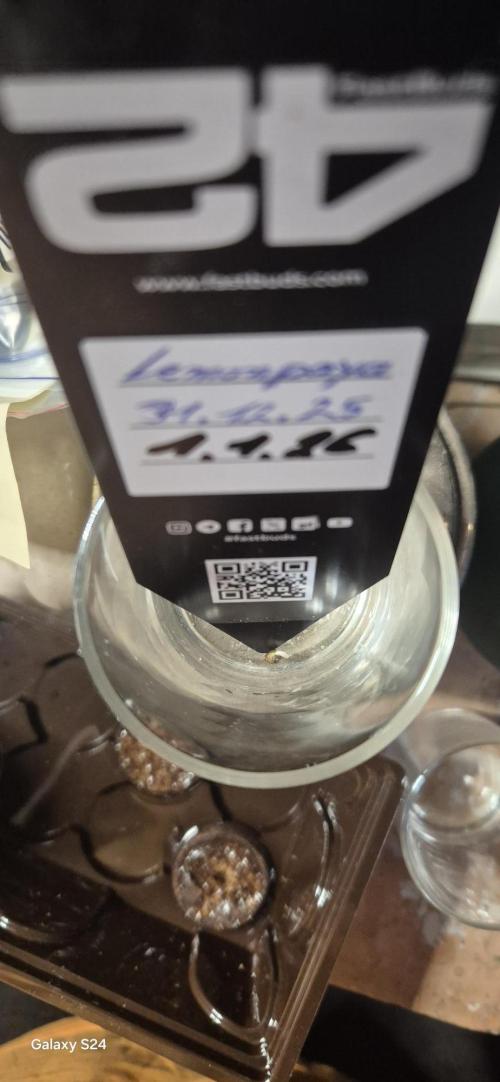 42
www.fastbuds.com
Lemonpaya
31.12.25
1.1.26
#fastbuds
Galaxy S24